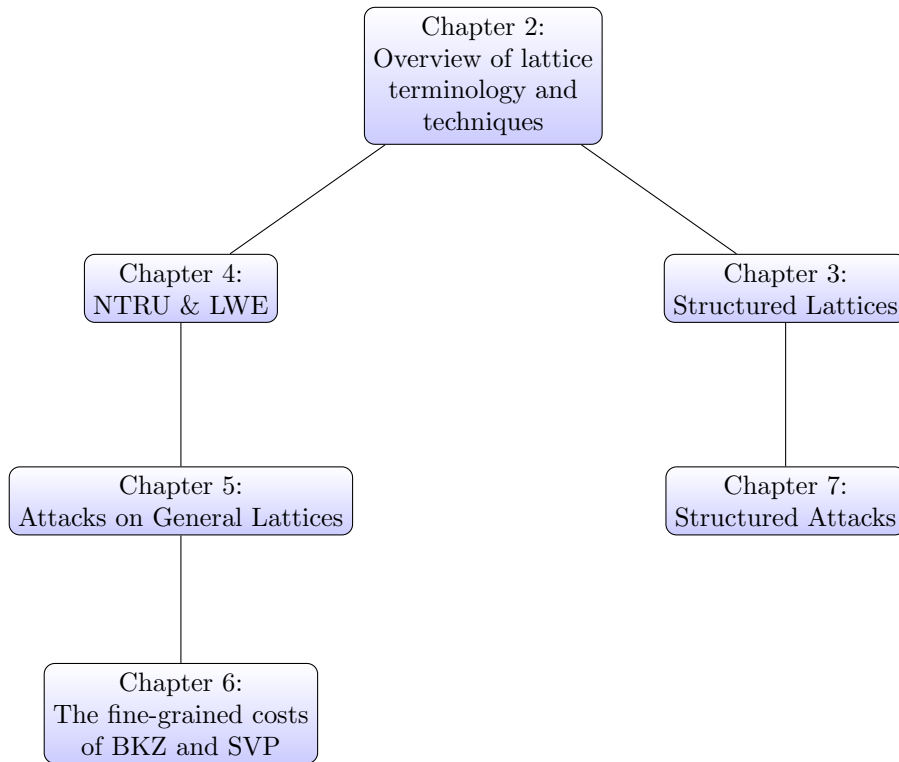 Chapter 2:
Overview of lattice
terminology and
techniques
Chapter 4:
NTRU & LWE
Chapter 3:
Structured Lattices
Chapter 5:
Attacks on General Lattices
Chapter 7:
Structured Attacks
Chapter 6:
The fine-grained costs
of BKZ and SVP